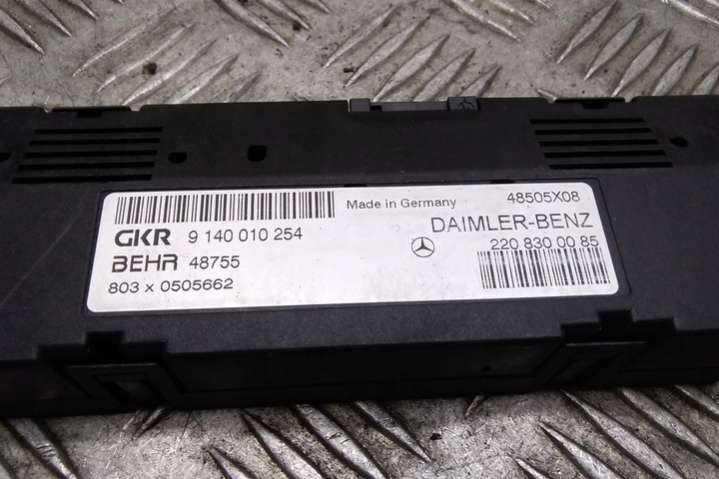 Made in Germany 48505X08
GKR 9 140 010 254 DAIMLER-BENZ
BEHR 48755 220 830 00 85
803 x 0505662